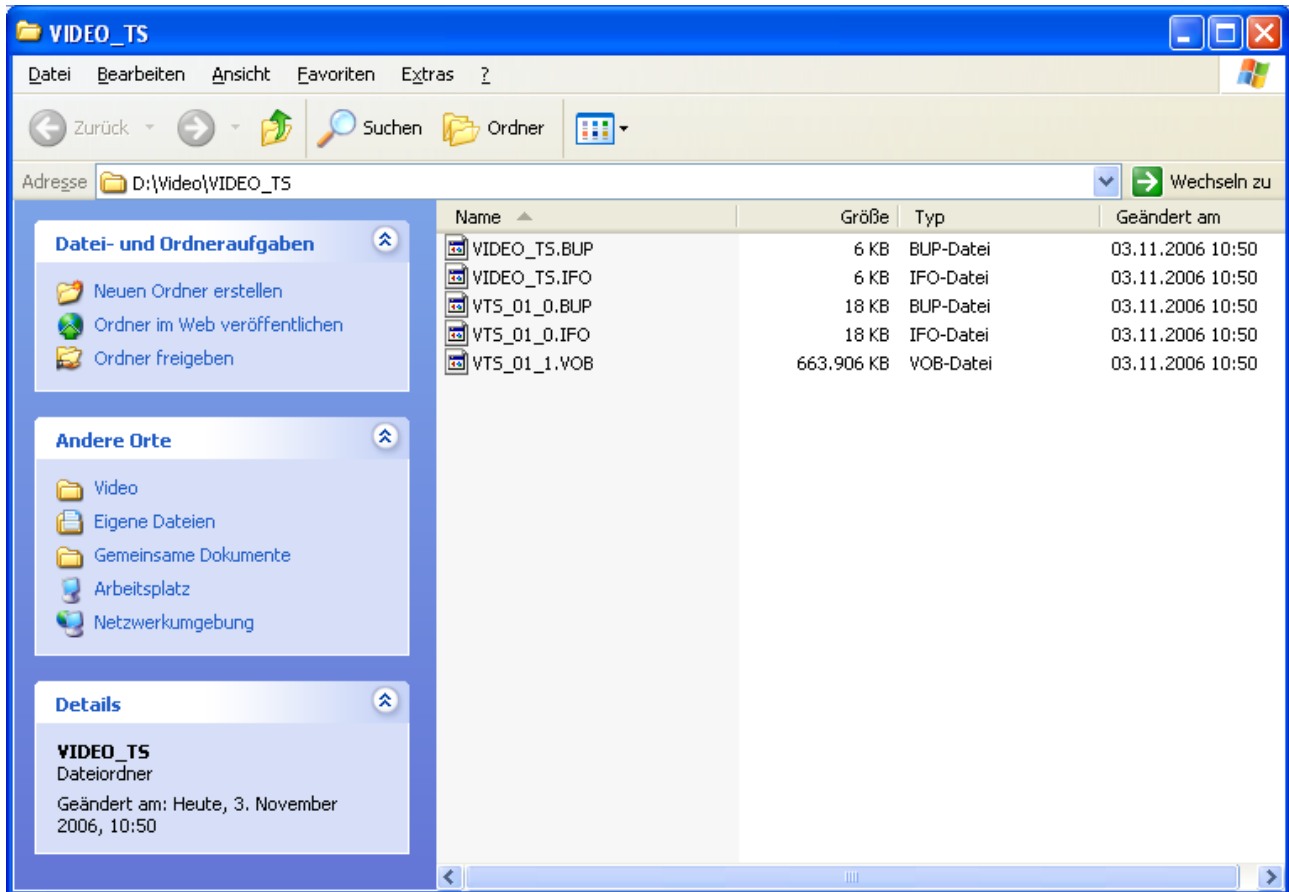 VIDEO_TS
Datei Bearbeiten Ansicht Favoriten Extras ?
Zurück Suchen Ordner
Adresse D:\Video\VIDEO_TS Wechseln zu
Datei- und Ordneraufgaben
Neuen Ordner erstellen
Ordner im Web veröffentlichen
Ordner freigeben
Andere Orte
Video
Eigene Dateien
Gemeinsame Dokumente
Arbeitsplatz
Netzwerkumgebung
Details
VIDEO_TS
Dateiordner
Geändert am: Heute, 3. November
2006, 10:50
Name Größe Typ Geändert am
VIDEO_TS.BUP 6 KB BUP-Datei 03.11.2006 10:50
VIDEO_TS.IFO 6 KB IFO-Datei 03.11.2006 10:50
VTS_01_0.BUP 18 KB BUP-Datei 03.11.2006 10:50
VTS_01_0.IFO 18 KB IFO-Datei 03.11.2006 10:50
VTS_01_1.VOB 663.906 KB VOB-Datei 03.11.2006 10:50